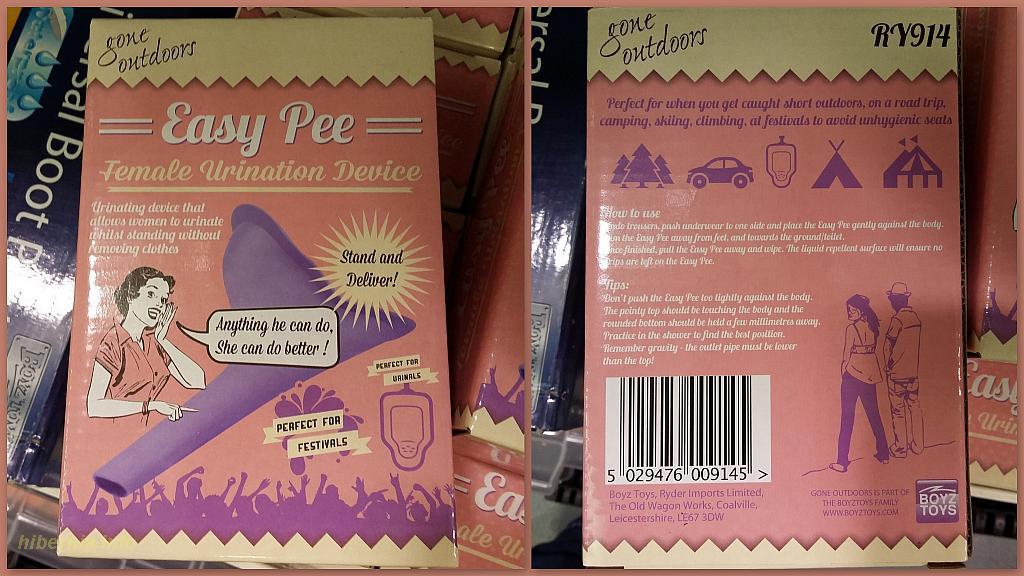 gone
outdoors
Easy Pee
Female Urination Device
Urinating device that
allows women to urinate
whilst standing without
removing clothes
Stand and
Deliver!
Anything he can do,
She can do better !
PERFECT FOR
URINALS
PERFECT FOR
FESTIVALS
ersal Boot p
gone
outdoors
RY914
Perfect for when you get caught short outdoors, on a road trip,
camping, skiing, climbing, at festivals to avoid unhygienic seats
How to use
Undo trousers, push underwear to one side and place the Easy Pee gently against the body.
Aim the Easy Pee away from feet, and towards the ground/toilet.
Once finished, pull the Easy Pee away and wipe. The liquid repellent surface will ensure no
drips are left on the Easy Pee.
Tips:
Don't push the Easy Pee too tightly against the body.
The pointy top should be touching the body and the
rounded bottom should be held a few millimetres away.
Practice in the shower to find the best position.
Remember gravity - the outlet pipe must be lower
than the top!
5 029476 009145 >
Boyz Toys, Ryder Imports Limited,
The Old Wagon Works, Coalville,
Leicestershire, LE67 3DW
GONE OUTDOORS IS PART OF
THE BOYZTOYS FAMILY
WWW.BOYZTOYS.COM
BOYZ
TOYS